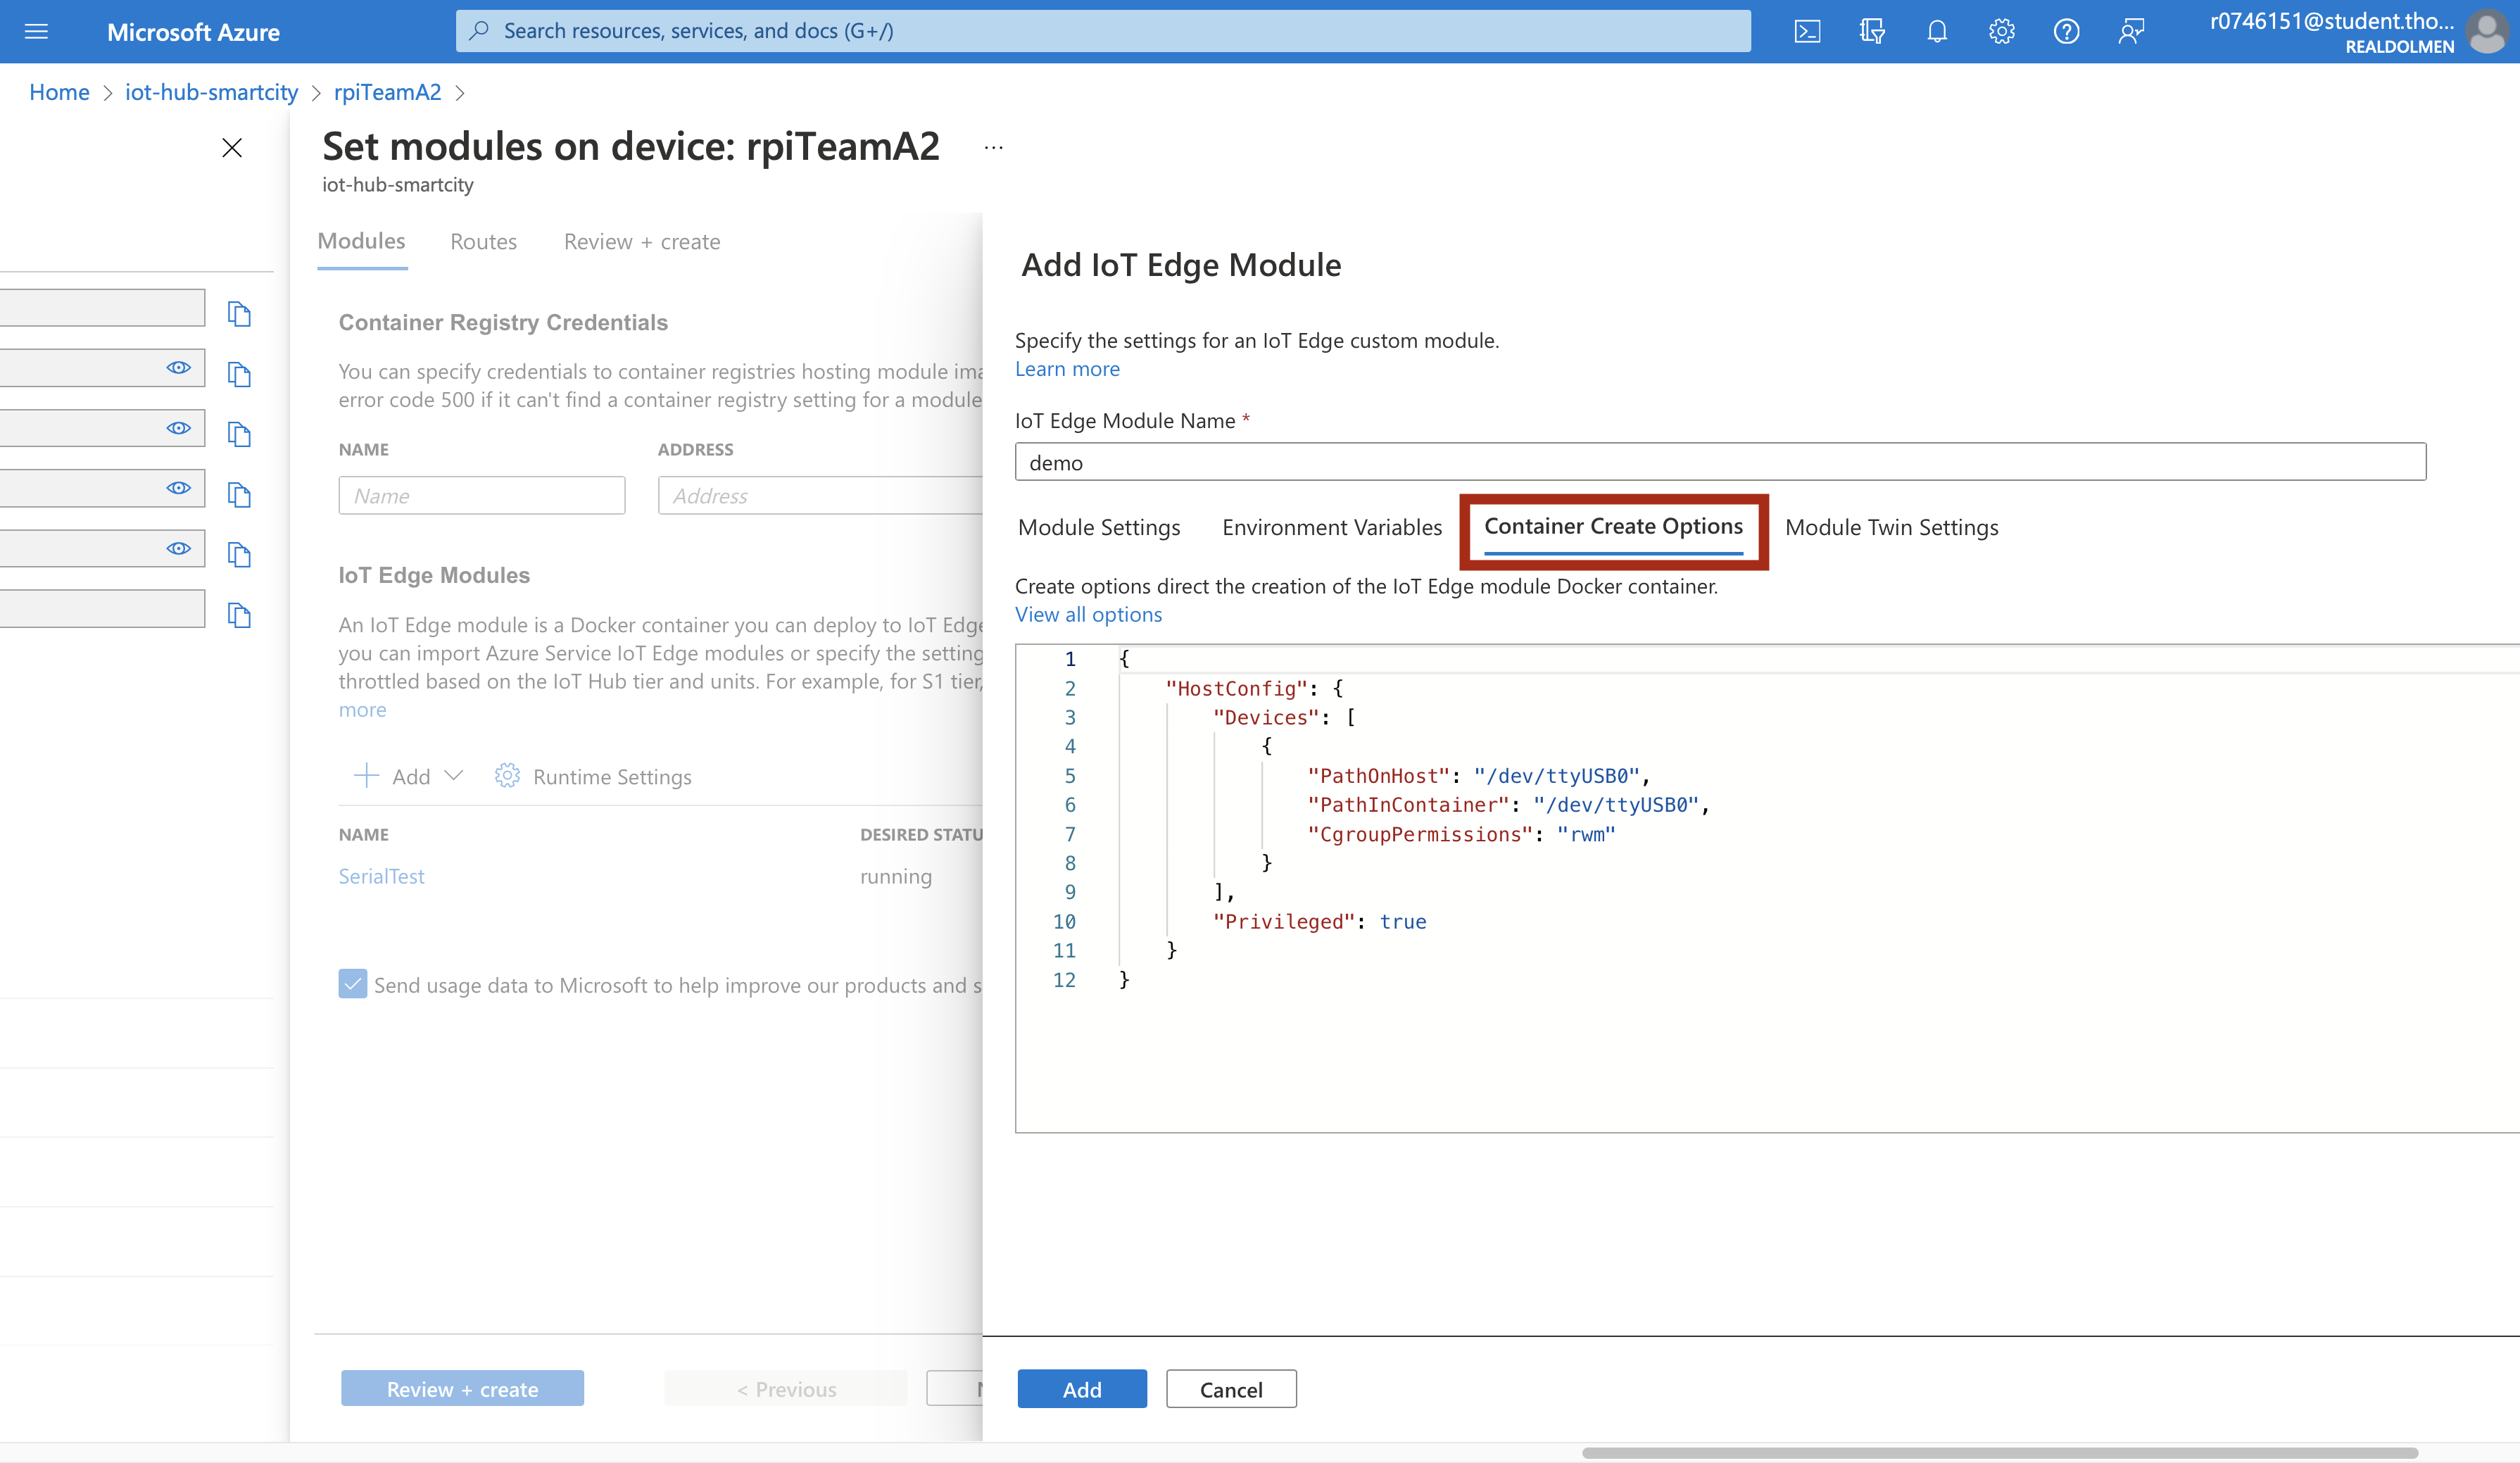 Microsoft Azure
Search resources, services, and docs (G+/)
r0746151@student.tho...
REALDOLMEN
Home > iot-hub-smartcity > rpiTeamA2 >
Set modules on device: rpiTeamA2 ...
iot-hub-smartcity
Modules Routes Review + create
Container Registry Credentials
You can specify credentials to container registries hosting module
error code 500 if it can't find a container registry setting for a module
NAME ADDRESS
Name Address
IoT Edge Modules
An IoT Edge module is a Docker container you can deploy to IoT Edge
you can import Azure Service IoT Edge modules or specify the setting
throttled based on the IoT Hub tier and units. For example, for S1 tier,
more
Add Runtime Settings
NAME DESIRED STATU
SerialTest running
Send usage data to Microsoft to help improve our products and s
Review + create < Previous
Add IoT Edge Module
Specify the settings for an IoT Edge custom module.
Learn more
IoT Edge Module Name *
demo
Module Settings Environment Variables Container Create Options Module Twin Settings
Create options direct the creation of the IoT Edge module Docker container.
View all options
1 {
2 "HostConfig": {
3 "Devices": [
4 {
5 "PathOnHost": "/dev/ttyUSB0",
6 "PathInContainer": "/dev/ttyUSB0",
7 "CgroupPermissions": "rwm"
8 }
9 ],
10 "Privileged": true
11 }
12 }
Add Cancel